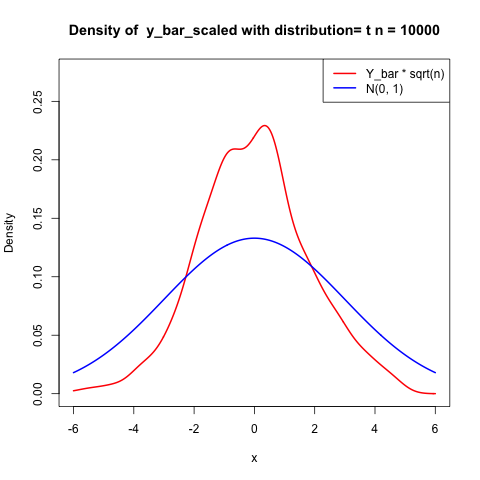 Density of  y_bar_scaled with distribution= t n = 10000
Y_bar * sqrt(n)
N(0, 1)
0.25
0.20
0.15
0.10
0.05
0.00
Density
-6
-4
-2
0
2
4
6
x